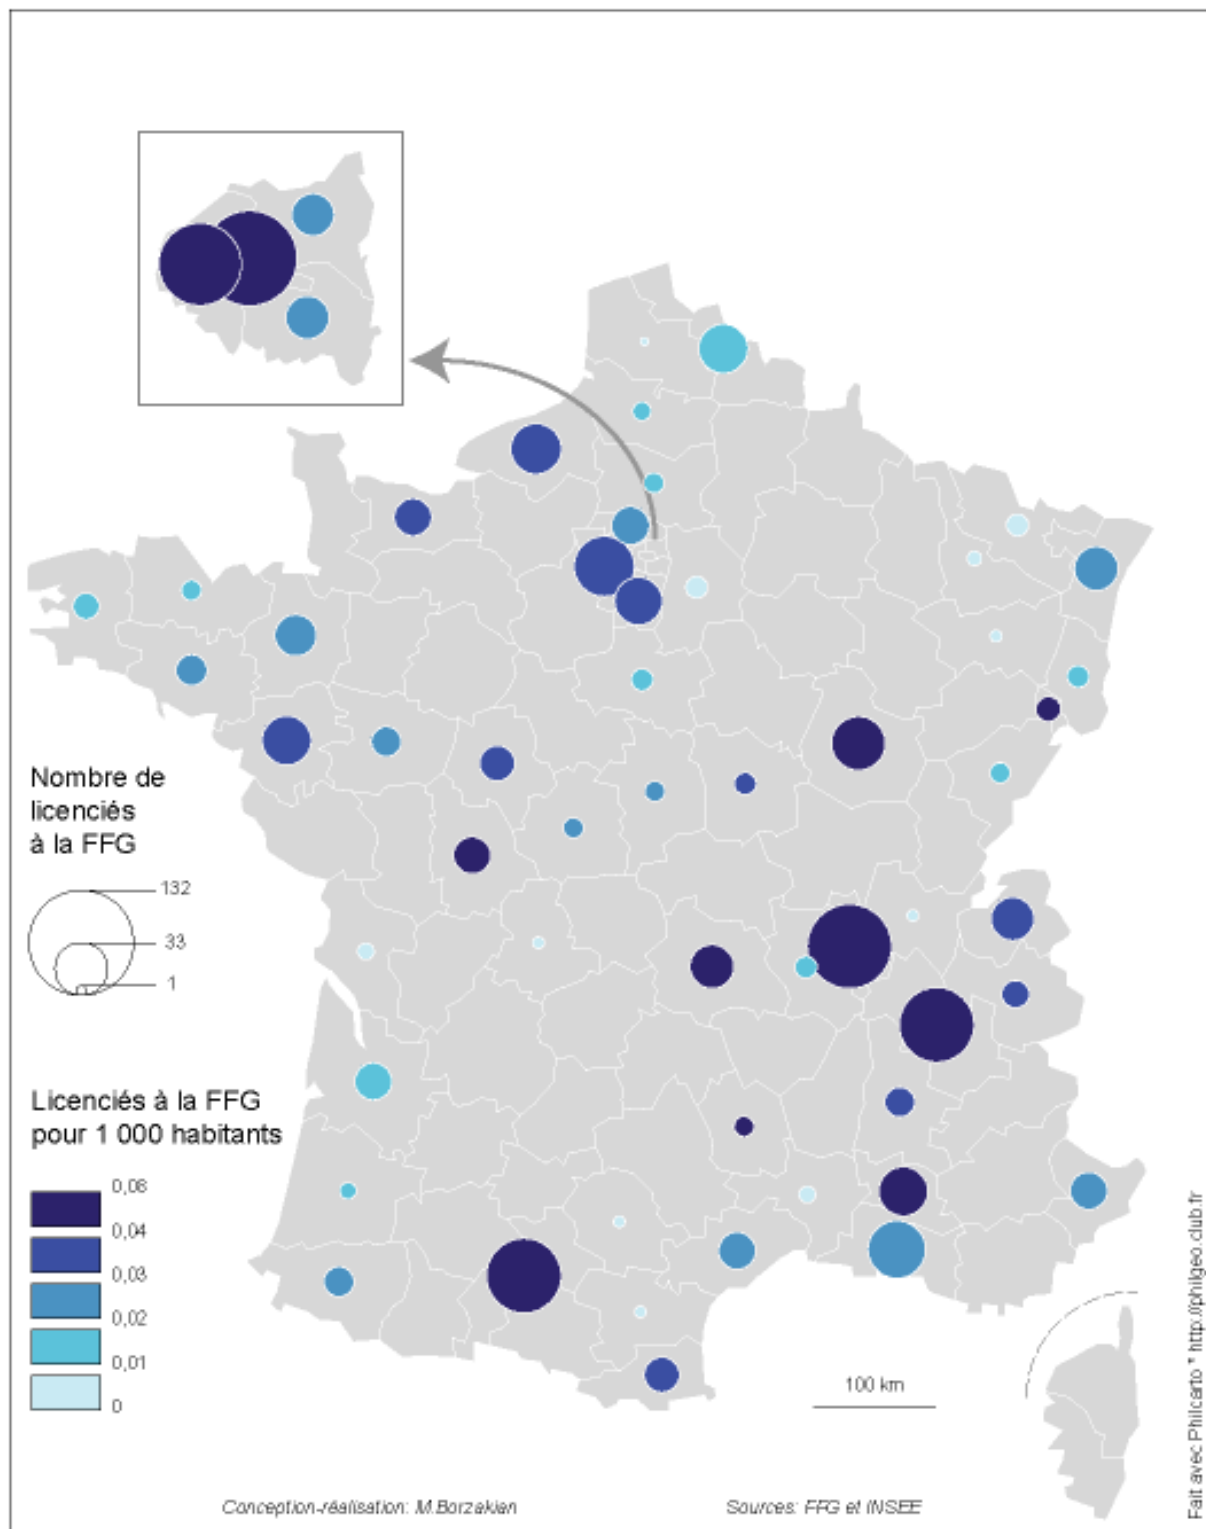 Nombre de
licenciés
à la FFG
132
33
1
Licenciés à la FFG
pour 1 000 habitants
0,08
0,04
0,03
0,02
0,01
0
100 km
Conception-réalisation: M.Borzakian
Sources: FFG et INSEE
Fait avec Philcarto * http://philgeo.club.fr